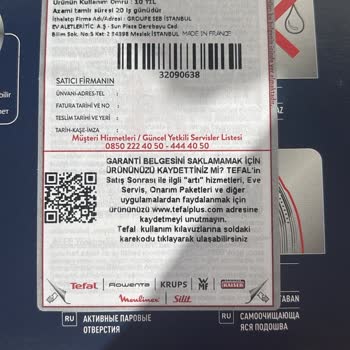 Ürünün Kullanım Ömrü : 10 YIL
Azami tamir süresi 20 iş günüdür
İthalatçı Firma Adı/Adresi : GROUPE SEB İSTANBUL
EV ALETLERİTİC. A.Ş - Sun Plaza Dereboyu Cad.
Bilim Sok. No:5 Kat:2 34398 Maslak İSTANBUL MADE IN FRANCE
32090638
SATICI FİRMANIN
ÜNVANI-ADRES-TEL :
FATURA TARİHİ VE NO :
TESLİM TARİHİ VE YERİ :
TARİH-KAŞE-İMZA :
Müşteri Hizmetleri / Güncel Yetkili Servisler Listesi
0850 222 40 50 - 444 40 50
GARANTİ BELGESİNİ SAKLAMAMAK İÇİN
ÜRÜNÜNÜZÜ KAYDETTİNİZ Mİ? TEFAL'in
Satış Sonrası ile ilgili "artı" hizmetleri, Eve
Servis, Onarım Paketleri ve diğer
uygulamalardan faydalanmak için
ürününüzü www.tefalplus.com adresine
kaydetmeyi unutmayın.
Tefal kullanım kılavuzlarına soldaki
karekodu tıklayarak ulaşabilirsiniz
Tefal Rowenta KRUPS WMF KAISER
Moulinex Silit
TABAN
RU АКТИВНЫЕ ПАРОВЫЕ
ОТВЕРСТИЯ
RU САМООЧИЩАЮЩА
ЯСЯ ПОДОШВА